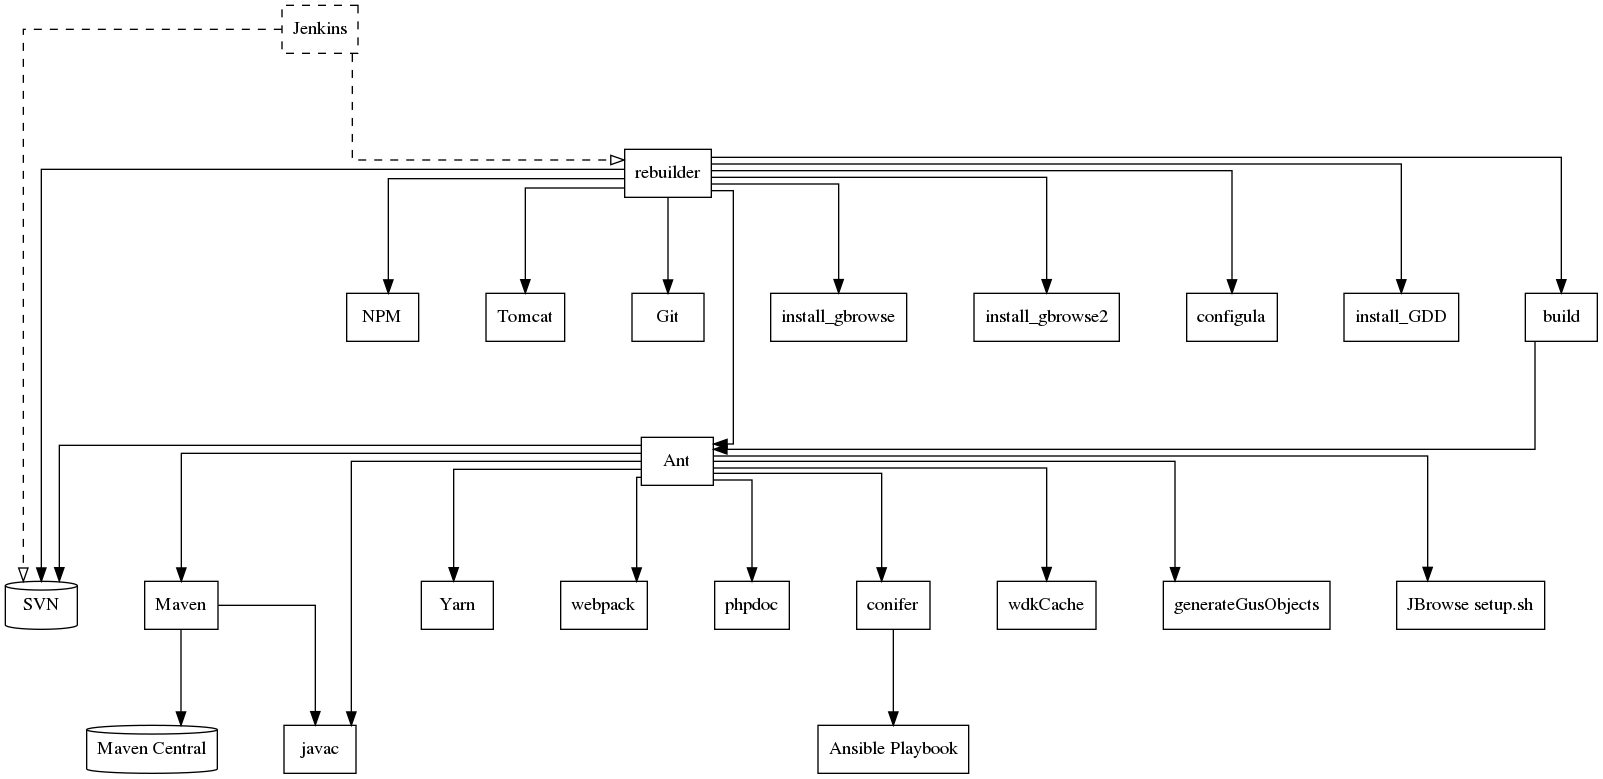 Jenkins
rebuilder
NPM
Tomcat
Git
install_gbrowse
install_gbrowse2
configula
install_GDD
build
Ant
SVN
Maven
Yarn
webpack
phpdoc
conifer
wdkCache
generateGusObjects
JBrowse setup.sh
Maven Central
javac
Ansible Playbook